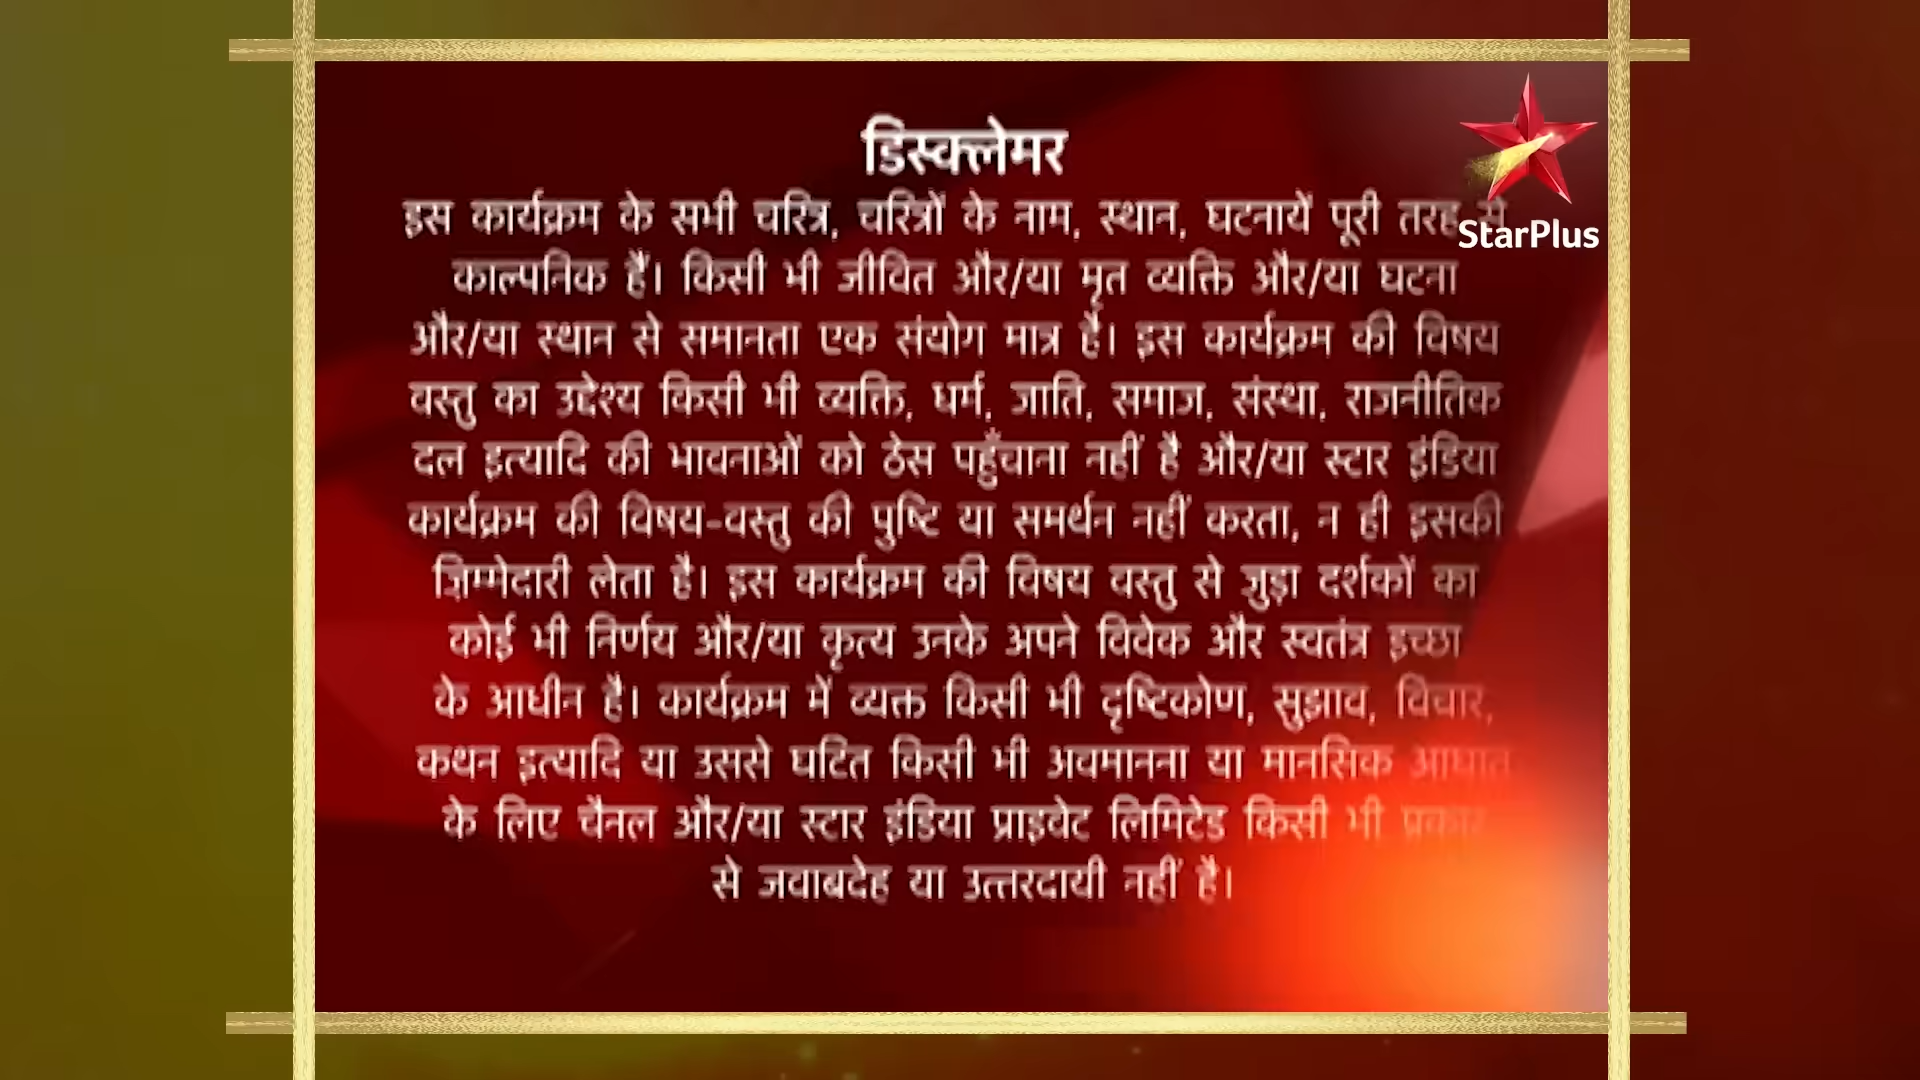 डिस्क्लेमर
इस कार्यक्रम के सभी चरित्र, चरित्रों के नाम, स्थान, घटनायें पूरी तरह से
काल्पनिक हैं। किसी भी जीवित और/या मृत व्यक्ति और/या घटना
और/या स्थान से समानता एक संयोग मात्र है। इस कार्यक्रम की विषय
वस्तु का उद्देश्य किसी भी व्यक्ति, धर्म, जाति, समाज, संस्था, राजनीतिक
दल इत्यादि की भावनाओं को ठेस पहुँचाना नहीं है और/या स्टार इंडिया
कार्यक्रम की विषय-वस्तु की पुष्टि या समर्थन नहीं करता, न ही इसकी
ज़िम्मेदारी लेता है। इस कार्यक्रम की विषय वस्तु से जुड़ा दर्शकों का
कोई भी निर्णय और/या कृत्य उनके अपने विवेक और स्वतंत्र इच्छा
के आधीन है। कार्यक्रम में व्यक्त किसी भी दृष्टिकोण, सुझाव, विचार,
कथन इत्यादि या उससे घटित किसी भी अवमानना या मानसिक आघात
के लिए चैनल और/या स्टार इंडिया प्राइवेट लिमिटेड किसी भी प्रकार
से जवाबदेह या उत्तरदायी नहीं है।
StarPlus